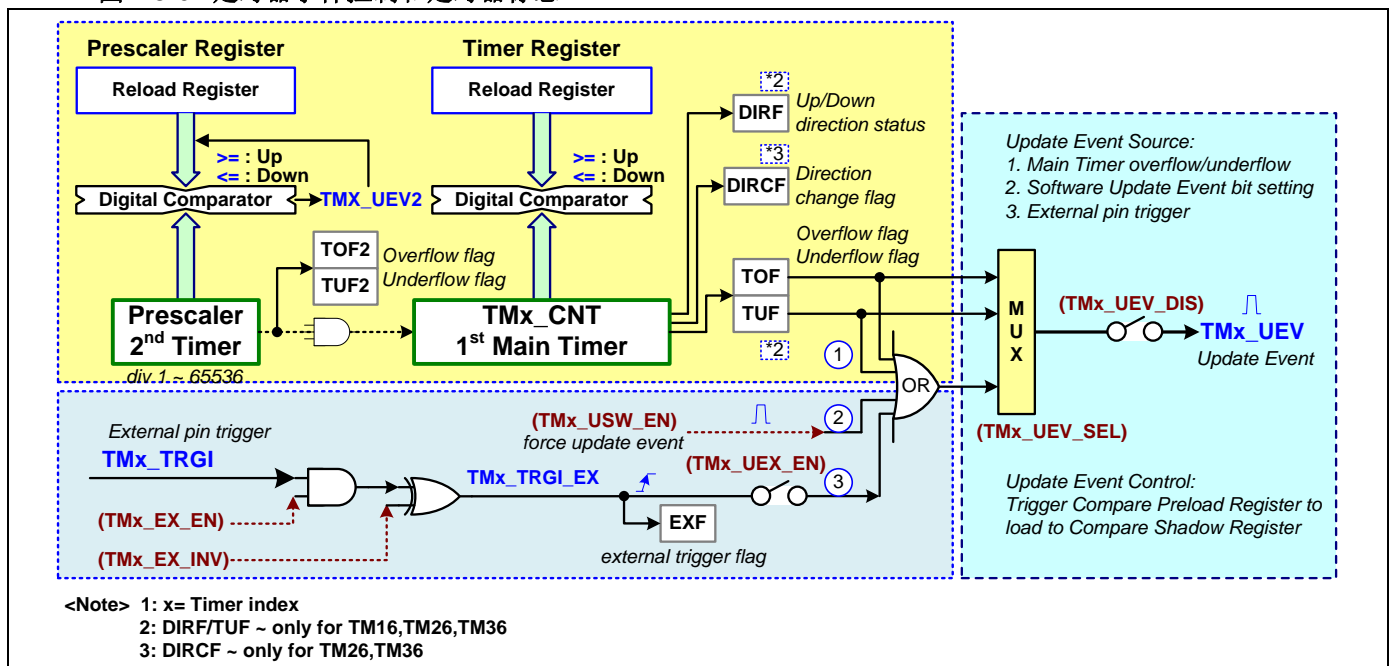 Prescaler Register
Timer Register
Reload Register
Reload Register
*2
DIRF
Up/Down
direction status
>= : Up
<= : Down
>= : Up
<= : Down
*3
DIRCF
Direction
change flag
Digital Comparator
TMX_UEV2
Digital Comparator
TOF2
TUF2
Overflow flag
Underflow flag
Overflow flag
Underflow flag
TOF
TUF
*2
Prescaler
2nd Timer
div 1 ~ 65536
TMx_CNT
1st Main Timer
1
OR
Update Event Source:
1. Main Timer overflow/underflow
2. Software Update Event bit setting
3. External pin trigger
M
U
X
(TMx_UEV_DIS)
TMx_UEV
Update Event
(TMx_UEV_SEL)
Update Event Control:
Trigger Compare Preload Register to
load to Compare Shadow Register
External pin trigger
TMx_TRGI
(TMx_USW_EN)
force update event
2
TMx_TRGI_EX
(TMx_UEX_EN)
3
(TMx_EX_EN)
(TMx_EX_INV)
EXF
external trigger flag
<Note> 1: x= Timer index
2: DIRF/TUF ~ only for TM16,TM26,TM36
3: DIRCF ~ only for TM26,TM36